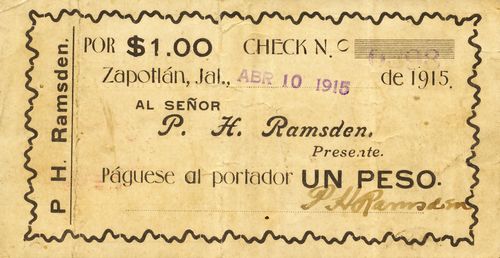 P H Ramsden.
POR $1.00 CHECK N.º
Zapotlán, Jal., ABR 10 1915 de 1915.
AL SEÑOR
P. H. Ramsden.
Presente.
Páguese al portador UN PESO.
P H Ramsden